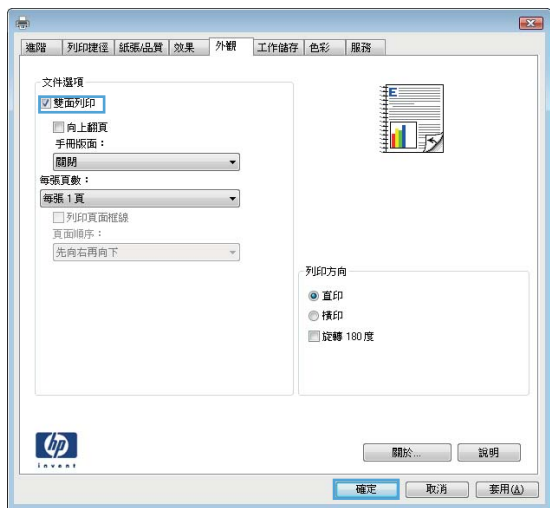 進階 列印捷徑 紙張/品質 效果 外觀 工作儲存 色彩 服務
文件選項
雙面列印
向上翻頁
手冊版面：
關閉
每張頁數：
每張 1 頁
列印頁面框線
頁面順序：
先向右再向下
E
列印方向
直印
橫印
旋轉 180 度
hp
invent
關於... 說明
確定 取消 套用(A)